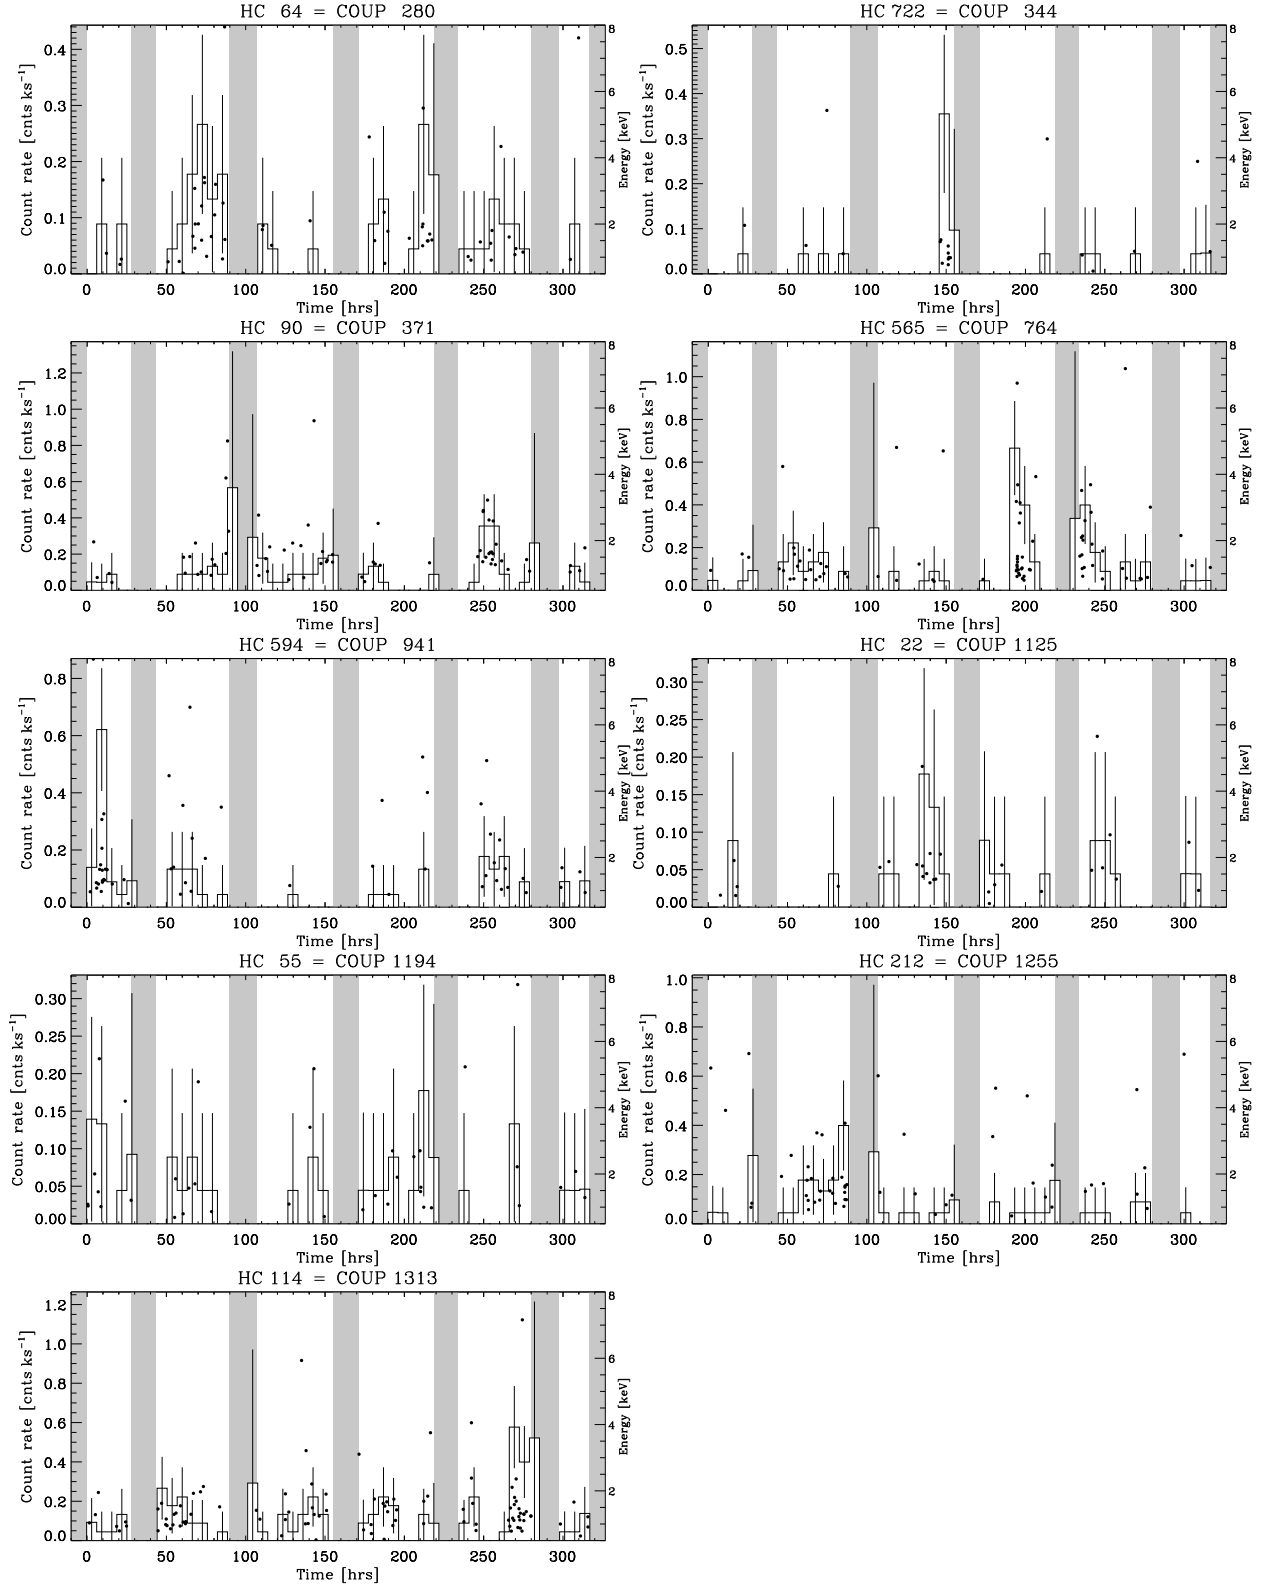 HC 64 = COUP 280
Count rate [cnts ks⁻¹]
0.4
0.3
0.2
0.1
0.0
8
6
4
2
Energy [keV]
0 50 100 150 200 250 300
Time [hrs]
HC 722 = COUP 344
Count rate [cnts ks⁻¹]
0.5
0.4
0.3
0.2
0.1
0.0
8
6
4
2
Energy [keV]
0 50 100 150 200 250 300
Time [hrs]
HC 90 = COUP 371
Count rate [cnts ks⁻¹]
1.2
1.0
0.8
0.6
0.4
0.2
0.0
8
6
4
2
Energy [keV]
0 50 100 150 200 250 300
Time [hrs]
HC 565 = COUP 764
Count rate [cnts ks⁻¹]
1.0
0.8
0.6
0.4
0.2
0.0
8
6
4
2
Energy [keV]
0 50 100 150 200 250 300
Time [hrs]
HC 594 = COUP 941
Count rate [cnts ks⁻¹]
0.8
0.6
0.4
0.2
0.0
8
6
4
2
Energy [keV]
0 50 100 150 200 250 300
Time [hrs]
HC 22 = COUP 1125
Count rate [cnts ks⁻¹]
0.30
0.25
0.20
0.15
0.10
0.05
0.00
8
6
4
2
Energy [keV]
0 50 100 150 200 250 300
Time [hrs]
HC 55 = COUP 1194
Count rate [cnts ks⁻¹]
0.30
0.25
0.20
0.15
0.10
0.05
0.00
8
6
4
2
Energy [keV]
0 50 100 150 200 250 300
Time [hrs]
HC 212 = COUP 1255
Count rate [cnts ks⁻¹]
1.0
0.8
0.6
0.4
0.2
0.0
8
6
4
2
Energy [keV]
0 50 100 150 200 250 300
Time [hrs]
HC 114 = COUP 1313
Count rate [cnts ks⁻¹]
1.2
1.0
0.8
0.6
0.4
0.2
0.0
8
6
4
2
Energy [keV]
0 50 100 150 200 250 300
Time [hrs]